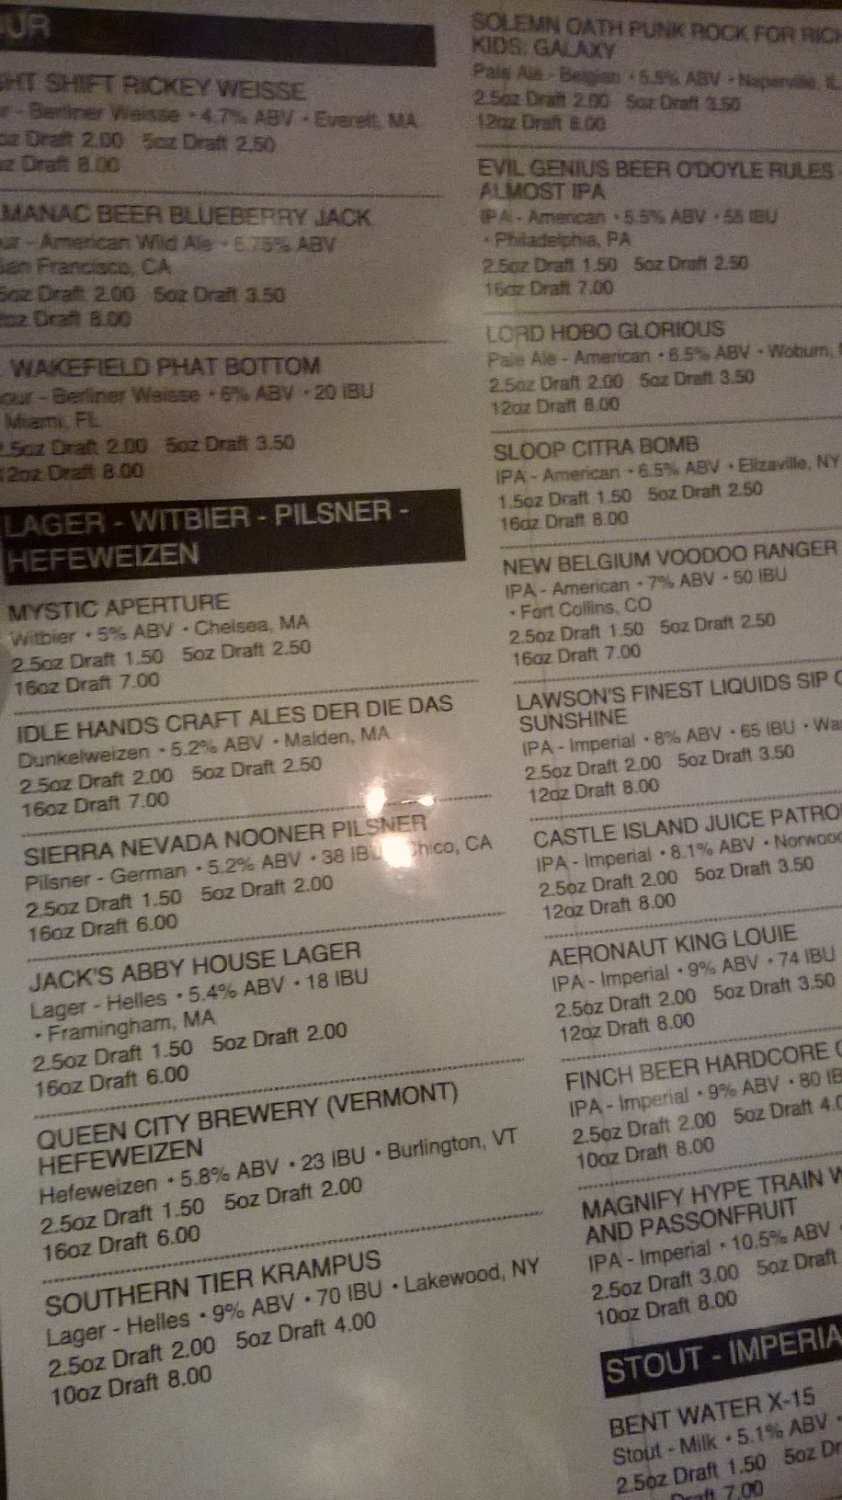 SHT SHIFT RICKEY WEISSE
Berliner Weisse • 4.7% ABV • Everett, MA
Draft 2.00 5oz Draft 2.50
Draft 8.00
MANAC BEER BLUEBERRY JACK
American Wild Ale • 6.75% ABV
San Francisco, CA
5oz Draft 2.00 5oz Draft 3.50
Draft 8.00
WAKEFIELD PHAT BOTTOM
our - Berliner Weisse • 6% ABV • 20 IBU
Miami, FL
2.5oz Draft 2.00 5oz Draft 3.50
12oz Draft 8.00
LAGER - WITBIER - PILSNER -
HEFEWEIZEN
MYSTIC APERTURE
Witbier • 5% ABV • Chelsea, MA
2.5oz Draft 1.50 5oz Draft 2.50
16oz Draft 7.00
IDLE HANDS CRAFT ALES DER DIE DAS
Dunkelweizen • 5.2% ABV • Malden, MA
2.5oz Draft 2.00 5oz Draft 2.50
16oz Draft 7.00
SIERRA NEVADA NOONER PILSNER
Pilsner - German • 5.2% ABV • 38 IBU Chico, CA
2.5oz Draft 1.50 5oz Draft 2.00
16oz Draft 6.00
JACK'S ABBY HOUSE LAGER
Lager - Helles • 5.4% ABV • 18 IBU
• Framingham, MA
2.5oz Draft 1.50 5oz Draft 2.00
16oz Draft 6.00
QUEEN CITY BREWERY (VERMONT)
HEFEWEIZEN
Hefeweizen • 5.8% ABV • 23 IBU • Burlington, VT
2.5oz Draft 1.50 5oz Draft 2.00
16oz Draft 6.00
SOUTHERN TIER KRAMPUS
Lager - Helles • 9% ABV • 70 IBU • Lakewood, NY
2.5oz Draft 2.00 5oz Draft 4.00
10oz Draft 8.00
SOLEMN OATH PUNK ROCK FOR RICH
KIDS: GALAXY
Pale Ale - Belgian • 5.5% ABV • Naperville, IL
2.5oz Draft 2.00 5oz Draft 3.50
12oz Draft 8.00
EVIL GENIUS BEER O'DOYLE RULES -
ALMOST IPA
IPA - American • 5.5% ABV • 55 IBU
• Philadelphia, PA
2.5oz Draft 1.50 5oz Draft 2.50
16oz Draft 7.00
LORD HOBO GLORIOUS
Pale Ale - American • 6.5% ABV • Woburn,
2.5oz Draft 2.00 5oz Draft 3.50
12oz Draft 8.00
SLOOP CITRA BOMB
IPA - American • 6.5% ABV • Elizaville, NY
1.5oz Draft 1.50 5oz Draft 2.50
16oz Draft 8.00
NEW BELGIUM VOODOO RANGER
IPA - American • 7% ABV • 50 IBU
• Fort Collins, CO
2.5oz Draft 1.50 5oz Draft 2.50
16oz Draft 7.00
LAWSON'S FINEST LIQUIDS SIP O
SUNSHINE
IPA - Imperial • 8% ABV • 65 IBU • Wa
2.5oz Draft 2.00 5oz Draft 3.50
12oz Draft 8.00
CASTLE ISLAND JUICE PATRO
IPA - Imperial • 8.1% ABV • Norwood
2.5oz Draft 2.00 5oz Draft 3.50
12oz Draft 8.00
AERONAUT KING LOUIE
IPA - Imperial • 9% ABV • 74 IBU
2.5oz Draft 2.00 5oz Draft 3.50
12oz Draft 8.00
FINCH BEER HARDCORE
IPA - Imperial • 9% ABV • 80 IB
2.5oz Draft 2.00 5oz Draft 4.0
10oz Draft 8.00
MAGNIFY HYPE TRAIN W
AND PASSONFRUIT
IPA - Imperial • 10.5% ABV •
2.5oz Draft 3.00 5oz Draft
10oz Draft 8.00
STOUT - IMPERIA
BENT WATER X-15
Stout - Milk • 5.1% ABV •
2.5oz Draft 1.50 5oz Dr
Draft 7.00